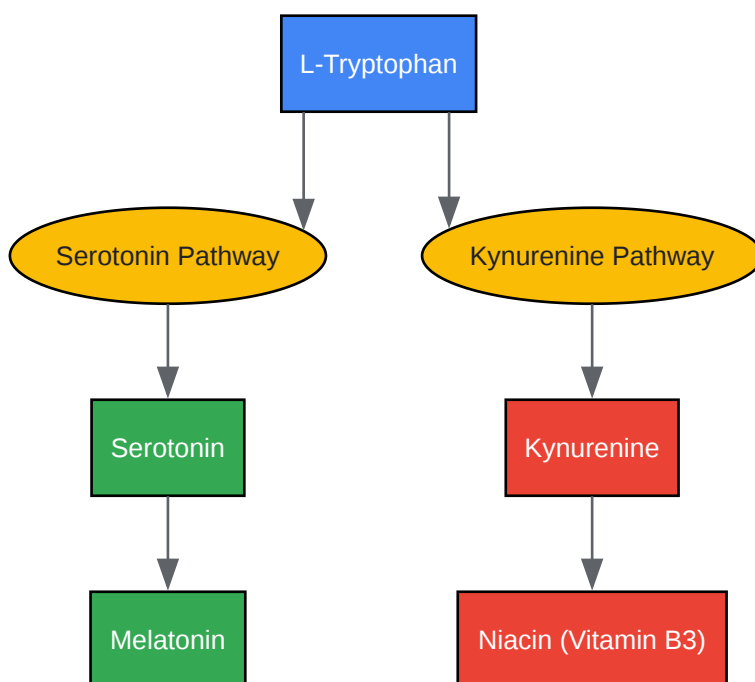 L-Tryptophan
Serotonin Pathway
Kynurenine Pathway
Serotonin
Kynurenine
Melatonin
Niacin (Vitamin B3)